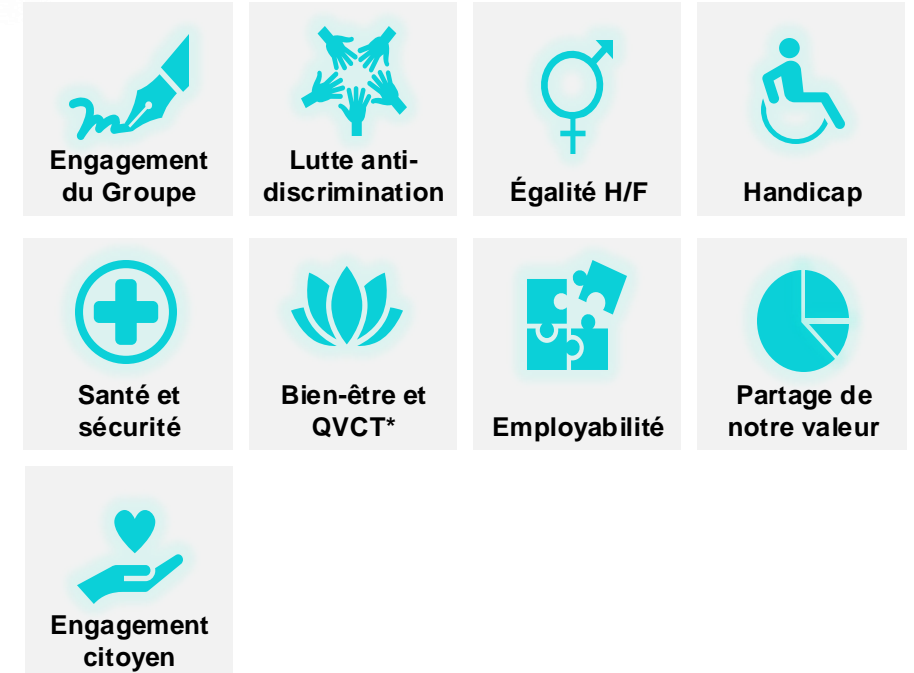 Engagement
du Groupe
Lutte anti-
discrimination
Égalité H/F
Handicap
Santé et
sécurité
Bien-être et
QVCT*
Employabilité
Partage de
notre valeur
Engagement
citoyen